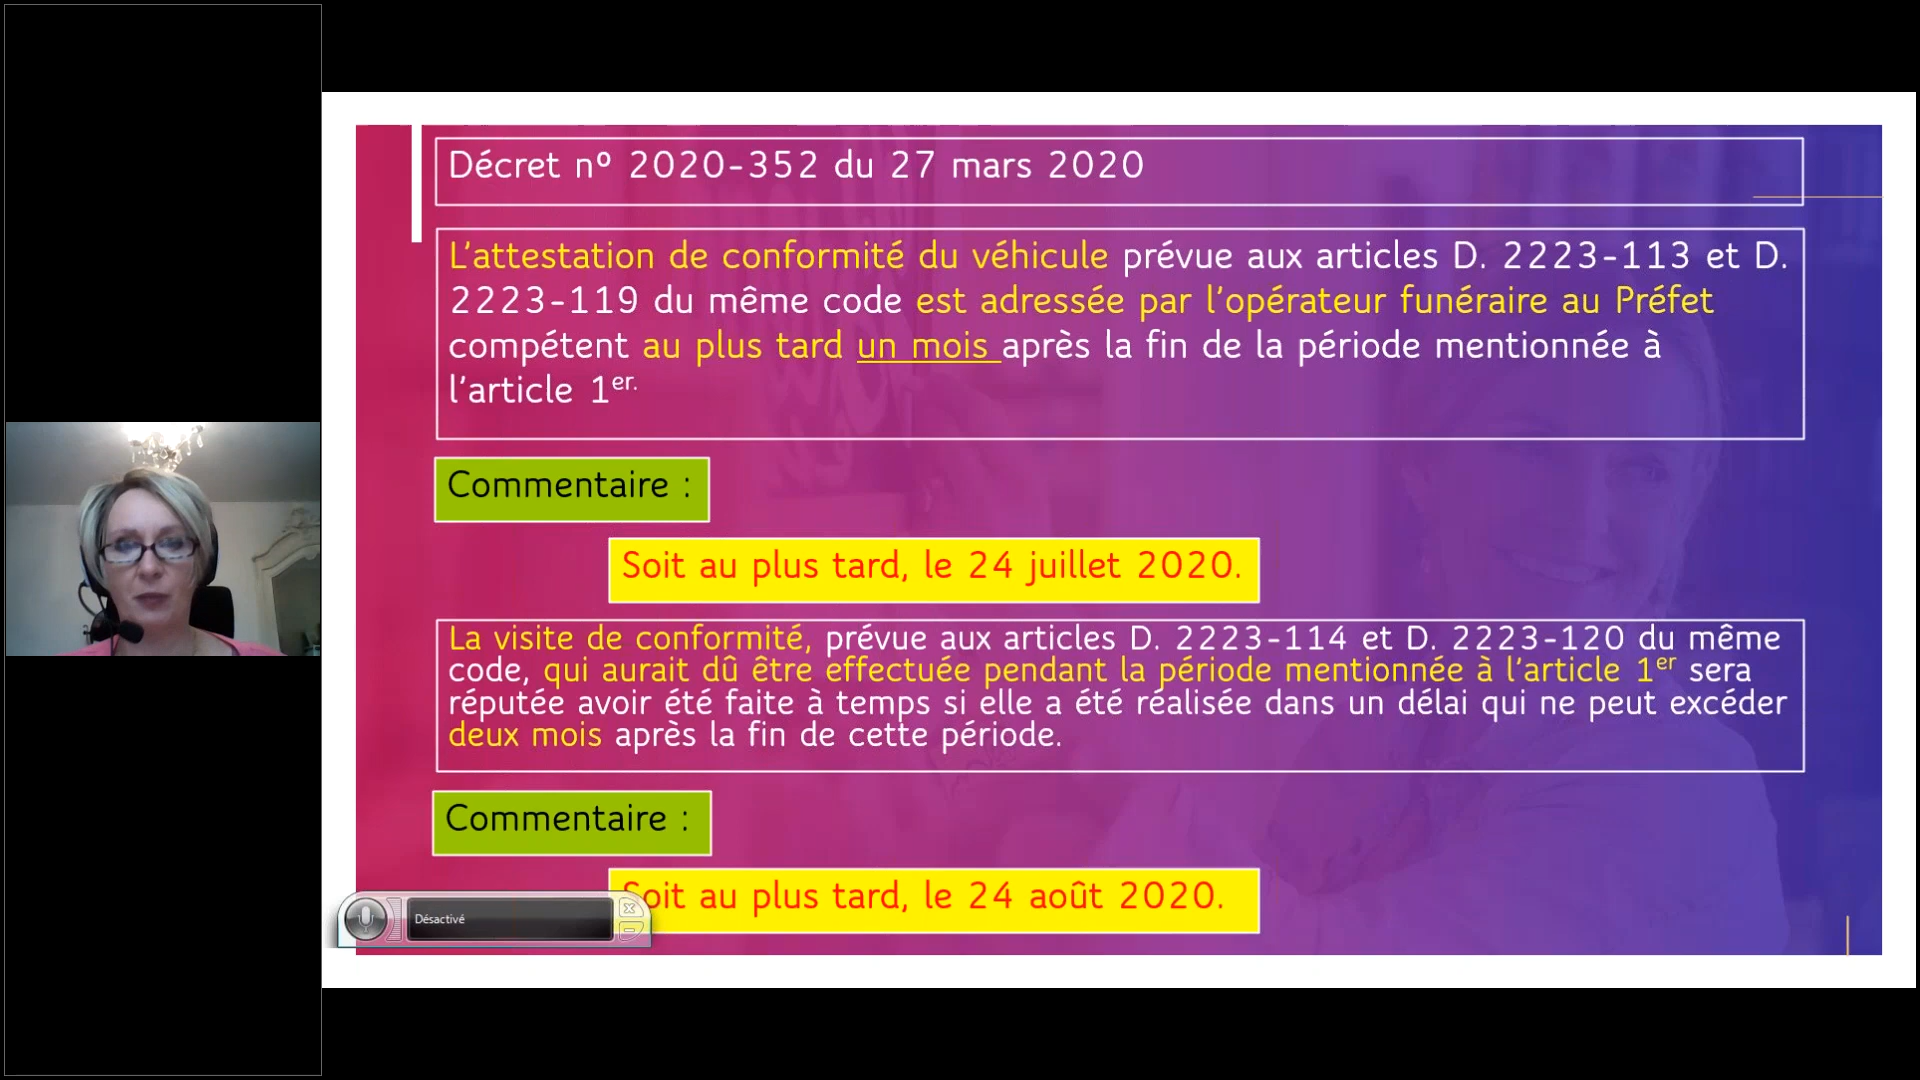 Décret nº 2020-352 du 27 mars 2020
L’attestation de conformité du véhicule prévue aux articles D. 2223-113 et D.
2223-119 du même code est adressée par l’opérateur funéraire au Préfet
compétent au plus tard un mois après la fin de la période mentionnée à
l’article 1er.
Commentaire :
Soit au plus tard, le 24 juillet 2020.
La visite de conformité, prévue aux articles D. 2223-114 et D. 2223-120 du même
code, qui aurait dû être effectuée pendant la période mentionnée à l’article 1er sera
réputée avoir été faite à temps si elle a été réalisée dans un délai qui ne peut excéder
deux mois après la fin de cette période.
Commentaire :
Soit au plus tard, le 24 août 2020.
Désactivé